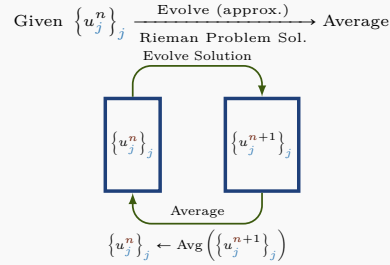 Given {u_j^n}_j Evolve (approx.) Average
Rieman Problem Sol.
Evolve Solution
{u_j^n}_j {u_j^{n+1}}_j
Average
{u_j^n}_j ← Avg ({u_j^{n+1}}_j)